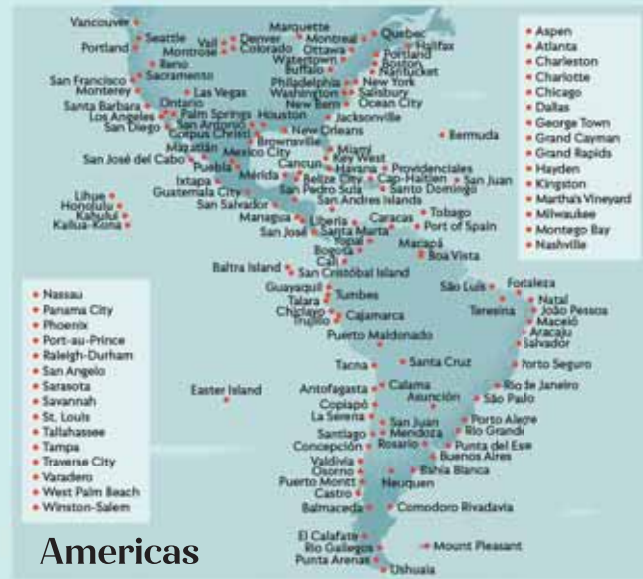 Vancouver
Seattle
Portland
Vail
Denver
Montrose
Colorado
Marquette
Montreal
Quebec
Ottawa
Halifax
Watertown
Portland
Buffalo
Boston
Nantucket
Reno
San Francisco
Sacramento
Philadelphia
New York
Monterey
Las Vegas
Washington
Salisbury
Santa Barbara
Ontario
New Bern
Ocean City
Los Angeles
Palm Springs
Houston
Jacksonville
San Diego
San Antonio
Corpus Christi
New Orleans
Bermuda
Brownsville
Mazatlán
Mexico City
Miami
San José del Cabo
Key West
Puebla
Cancun
Havana
Providenciales
Ixtapa
Mérida
Belize City
Cap-Haïtien
San Juan
Guatemala City
San Pedro Sula
Santo Domingo
Lihue
Honolulu
Kahului
Kailua-Kona
San Salvador
San Andres Islands
Managua
Liberia
Caracas
Tobago
San José
Santa Marta
Port of Spain
Yopal
Macapá
Bogota
Boa Vista
Cali
Baltra Island
San Cristóbal Island
Guayaquil
São Luís
Fortaleza
Talara
Tumbes
Teresina
Natal
Chiclayo
João Pessoa
Trujillo
Cajamarca
Maceió
Aracaju
Puerto Maldonado
Salvador
Tacna
Santa Cruz
Porto Seguro
Easter Island
Antofagasta
Calama
Rio de Janeiro
Copiapó
Asunción
São Paulo
La Serena
San Juan
Porto Alegre
Santiago
Mendoza
Rio Grandi
Concepción
Rosario
Punta del Ese
Valdivia
Buenos Aires
Osorno
Bahia Blanca
Puerto Montt
Neuquen
Castro
Balmaceda
Comodoro Rivadavia
El Calafate
Rio Gallegos
Mount Pleasant
Punta Arenas
Ushuaia
Aspen
Atlanta
Charleston
Charlotte
Chicago
Dallas
George Town
Grand Cayman
Grand Rapids
Hayden
Kingston
Martha's Vineyard
Milwaukee
Montego Bay
Nashville
Nassau
Panama City
Phoenix
Port-au-Prince
Raleigh-Durham
San Angelo
Sarasota
Savannah
St. Louis
Tallahassee
Tampa
Traverse City
Varadero
West Palm Beach
Winston-Salem
Americas